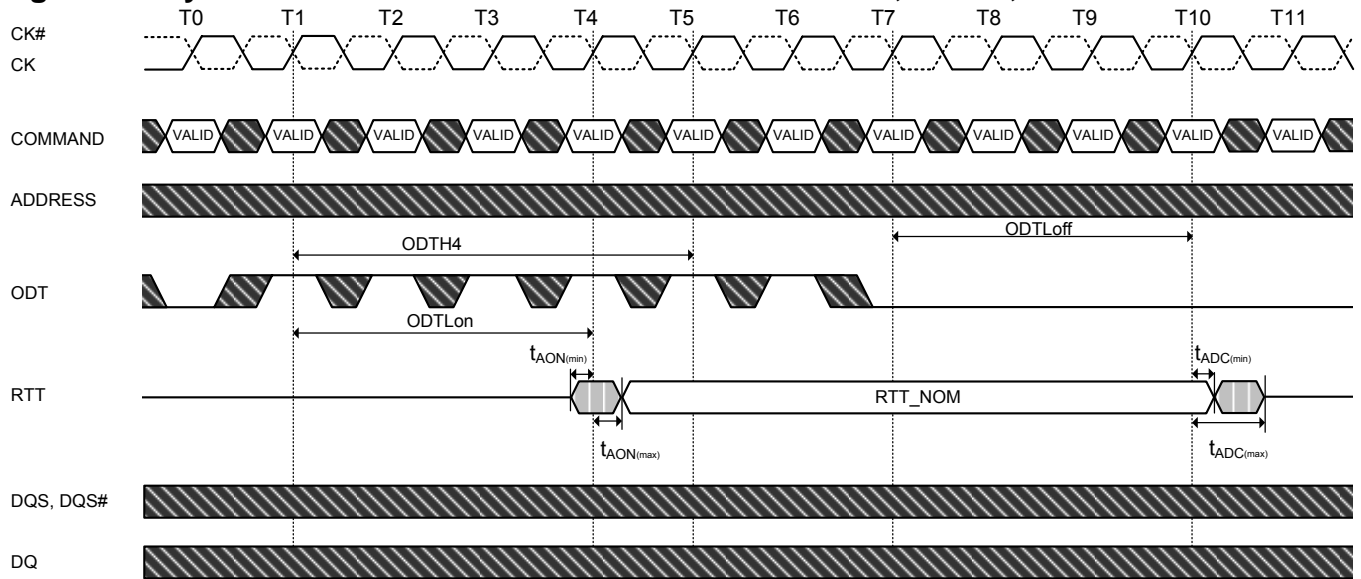 T0 T1 T2 T3 T4 T5 T6 T7 T8 T9 T10 T11
CK#
CK
COMMAND
VALID VALID VALID VALID VALID VALID VALID VALID VALID VALID VALID VALID
ADDRESS
ODTLoff
ODTH4
ODT
ODTLon
tAON(min)
tADC(min)
RTT
RTT_NOM
tAON(max)
tADC(max)
DQS, DQS#
DQ